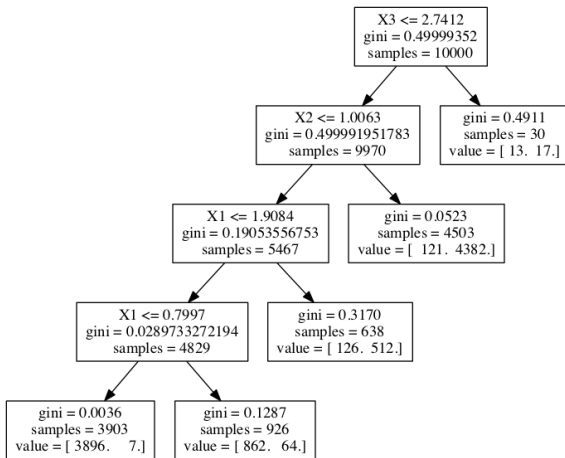 X3 <= 2.7412
gini = 0.49999352
samples = 10000
X2 <= 1.0063
gini = 0.499991951783
samples = 9970
gini = 0.4911
samples = 30
value = [ 13. 17.]
X1 <= 1.9084
gini = 0.19053556753
samples = 5467
gini = 0.0523
samples = 4503
value = [ 121. 4382.]
X1 <= 0.7997
gini = 0.0289733272194
samples = 4829
gini = 0.3170
samples = 638
value = [ 126. 512.]
gini = 0.0036
samples = 3903
value = [ 3896. 7.]
gini = 0.1287
samples = 926
value = [ 862. 64.]